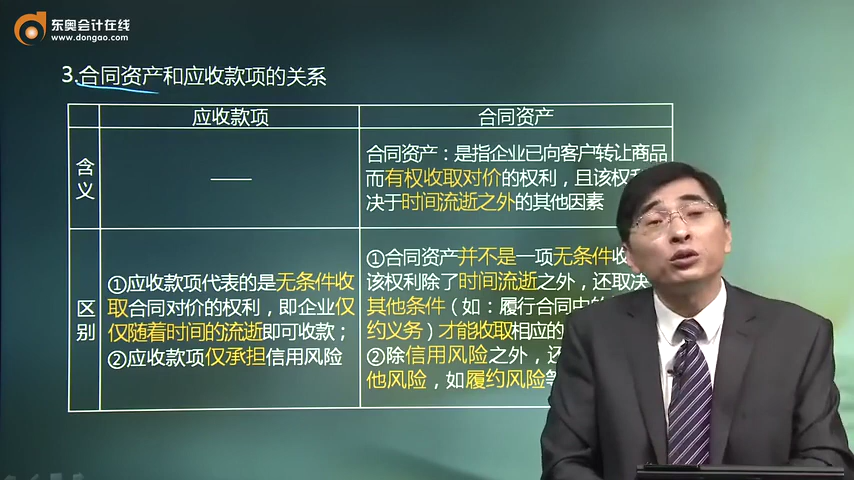 东奥会计在线
www.dongao.com
3.合同资产和应收款项的关系
应收款项
合同资产
含义
——
合同资产：是指企业已向客户转让商品
而有权收取对价的权利，且该权
决于时间流逝之外的其他因素
区别
①应收款项代表的是无条件收
取合同对价的权利，即企业仅
仅随着时间的流逝即可收款；
②应收款项仅承担信用风险
①合同资产并不是一项无条件收
该权利除了时间流逝之外，还取决
其他条件（如：履行合同中的
约义务）才能收取相应的
②除信用风险之外，还
他风险，如履约风险